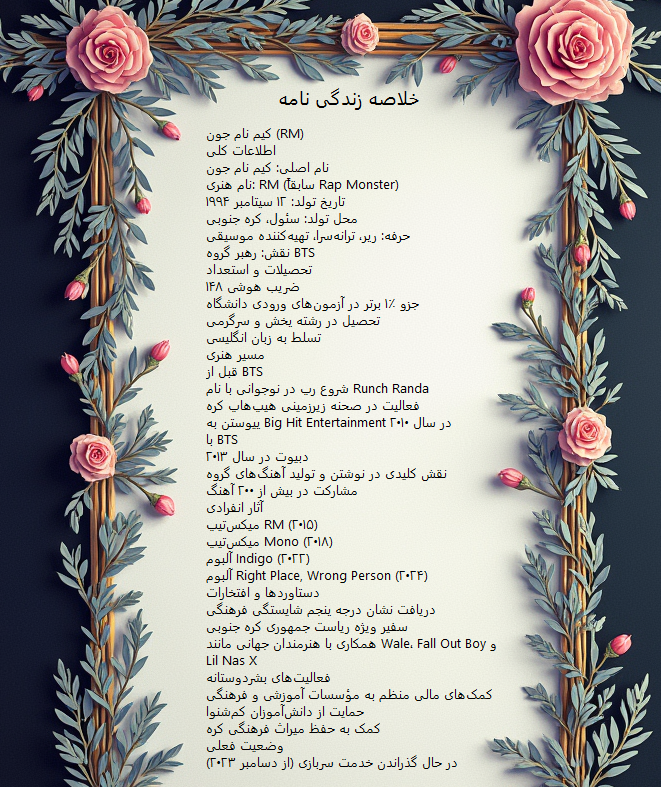 خلاصه زندگی نامه
کیم نام جون (RM)
اطلاعات کلی
نام اصلی: کیم نام جون
نام هنری: RM (سابقاً Rap Monster)
تاریخ تولد: ۱۲ سپتامبر ۱۹۹۴
محل تولد: سئول، کره جنوبی
حرفه: رپر، ترانه‌سرا، تهیه‌کننده موسیقی
نقش: رهبر گروه BTS
تحصیلات و استعداد
ضریب هوشی ۱۴۸
جزو ۱٪ برتر در آزمون‌های ورودی دانشگاه
تحصیل در رشته پخش و سرگرمی
تسلط به زبان انگلیسی
مسیر هنری
قبل از BTS
شروع رپ در نوجوانی با نام Runch Randa
فعالیت در صحنه زیرزمینی هیپ‌هاپ کره
پیوستن به Big Hit Entertainment در سال ۲۰۱۰
با BTS
دبیوت در سال ۲۰۱۳
نقش کلیدی در نوشتن و تولید آهنگ‌های گروه
مشارکت در بیش از ۲۰۰ آهنگ
آثار انفرادی
میکس‌تیپ RM (۲۰۱۵)
میکس‌تیپ Mono (۲۰۱۸)
آلبوم Indigo (۲۰۲۲)
آلبوم Right Place, Wrong Person (۲۰۲۴)
دستاوردها و افتخارات
دریافت نشان درجه پنجم شایستگی فرهنگی
سفیر ویژه ریاست جمهوری کره جنوبی
همکاری با هنرمندان جهانی مانند Wale. Fall Out Boy و
Lil Nas X
فعالیت‌های بشردوستانه
کمک‌های مالی منظم به مؤسسات آموزشی و فرهنگی
حمایت از دانش‌آموزان کم‌شنوا
کمک به حفظ میراث فرهنگی کره
وضعیت فعلی
در حال گذراندن خدمت سربازی (از دسامبر ۲۰۲۳)